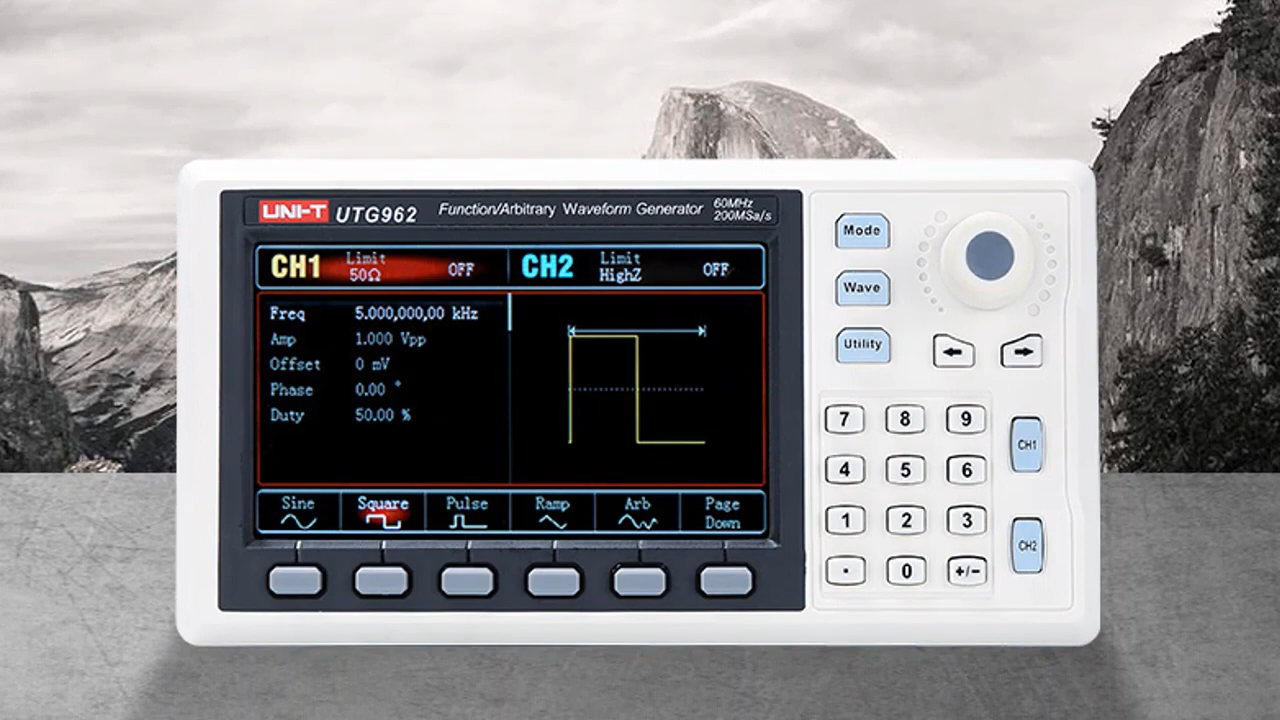 UNI-T UTG962 Function/Arbitrary Waveform Generator 60MHz
200MSa/s
CH1 Limit OFF CH2 Limit OFF
50Ω HighZ
Freq 5.000,000,00 kHz
Amp 1.000 Vpp
Offset 0 mV
Phase 0.00 °
Duty 50.00 %
Sine Square Pulse Ramp Arb Page
Down
Mode
Wave
Utility
7 8 9
CH1
4 5 6
1 2 3
CH2
. 0 +/−